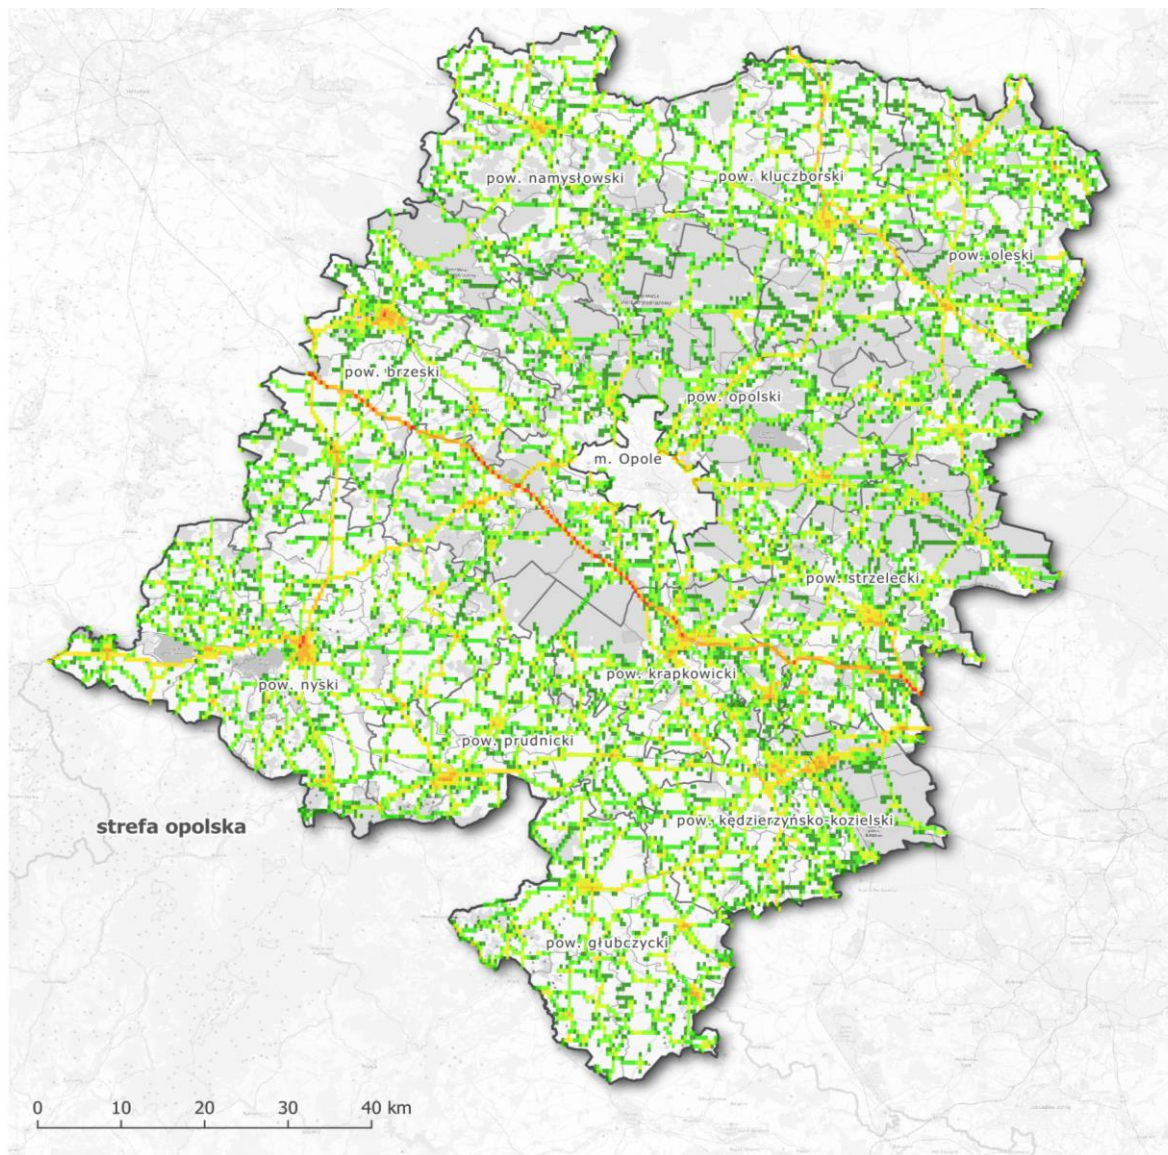 pow. namysłowski
pow. kluczborski
pow. oleski
pow. brzeski
pow. opolski
m. Opole
pow. strzelecki
pow. krapkowicki
pow. nyski
pow. prudnicki
pow. kędzierzyńsko-kozielski
strefa opolska
pow. głubczycki
0 10 20 30 40 km